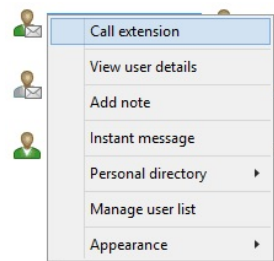 Call extension
View user details
Add note
Instant message
Personal directory
Manage user list
Appearance